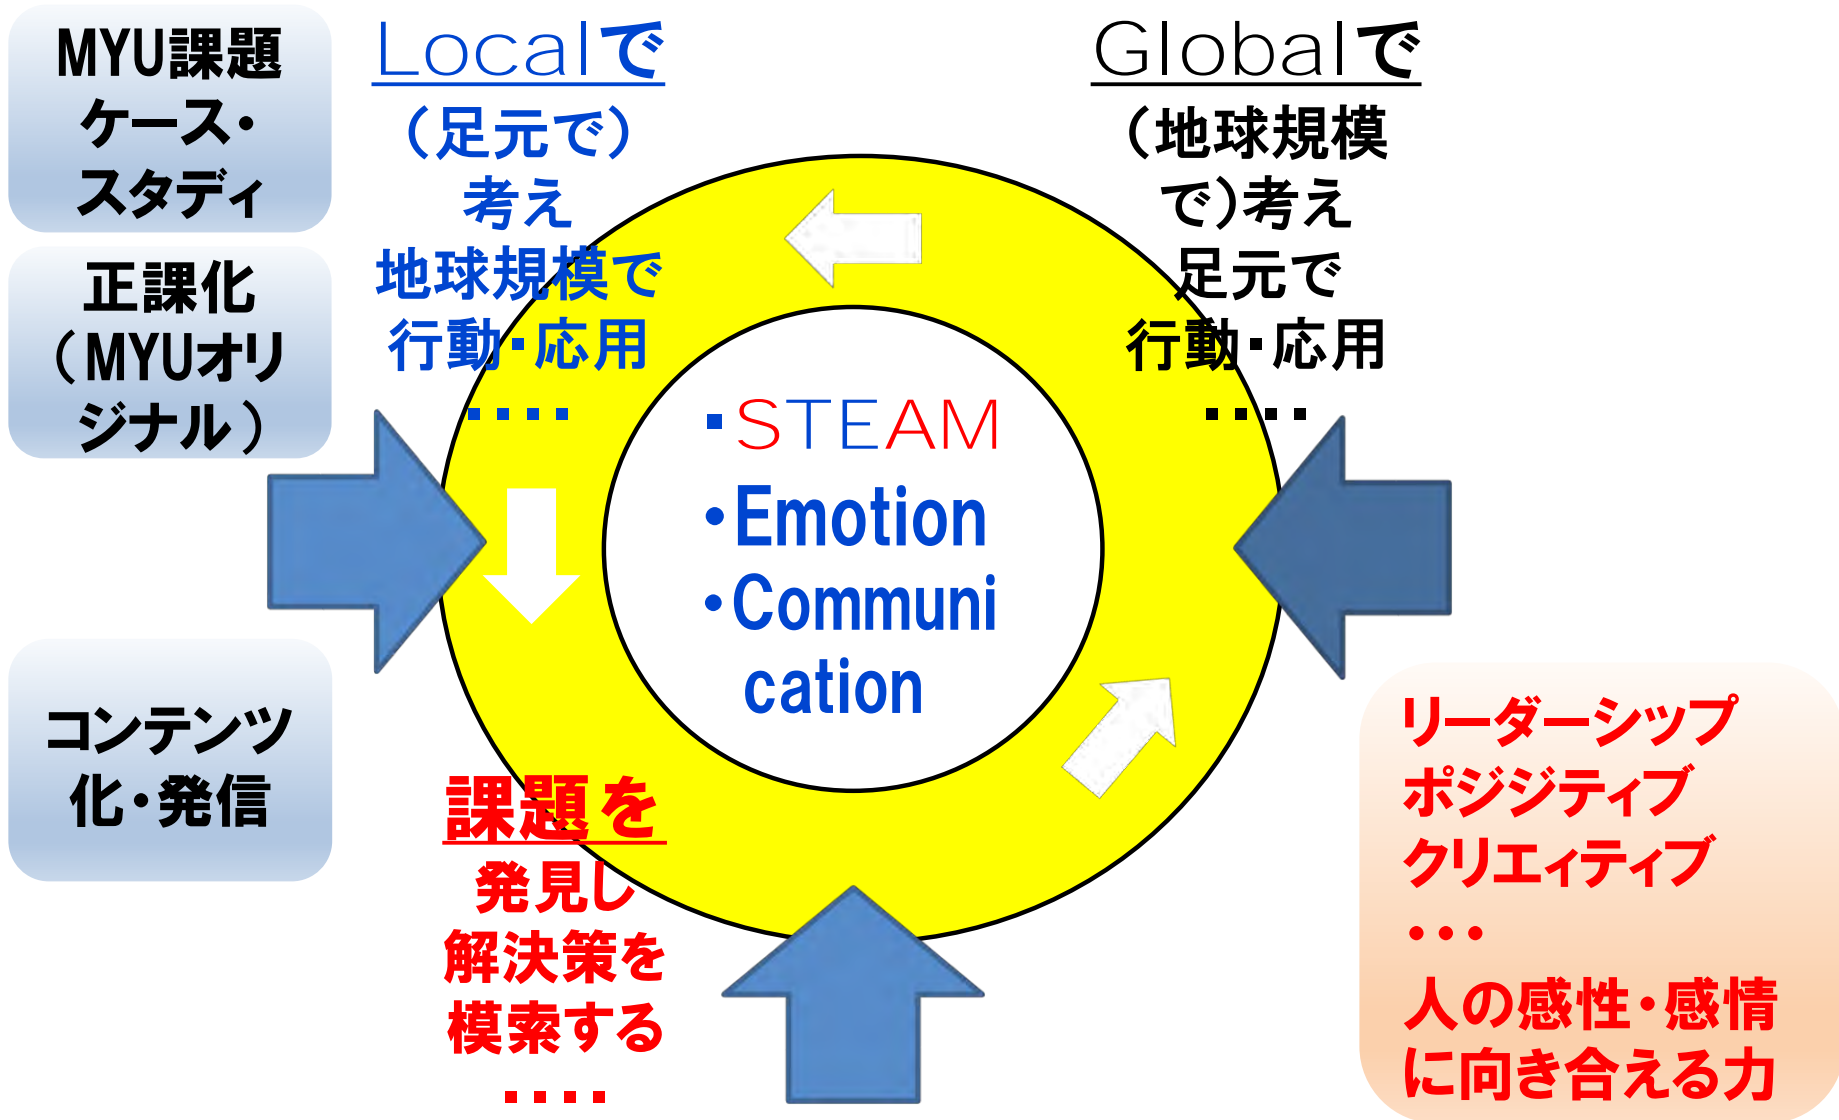 MYU課題
ケース・
スタディ
正課化
（MYUオリ
ジナル）
コンテンツ
化・発信
Localで
（足元で）
考え
地球規模で
行動・応用
・・・・
Globalで
（地球規模
で）考え
足元で
行動・応用
・・・・
・STEAM
・Emotion
・Communi
cation
課題を
発見し
解決策を
模索する
・・・・
リーダーシップ
ポジジティブ
クリエィティブ
・・・
人の感性・感情
に向き合える力